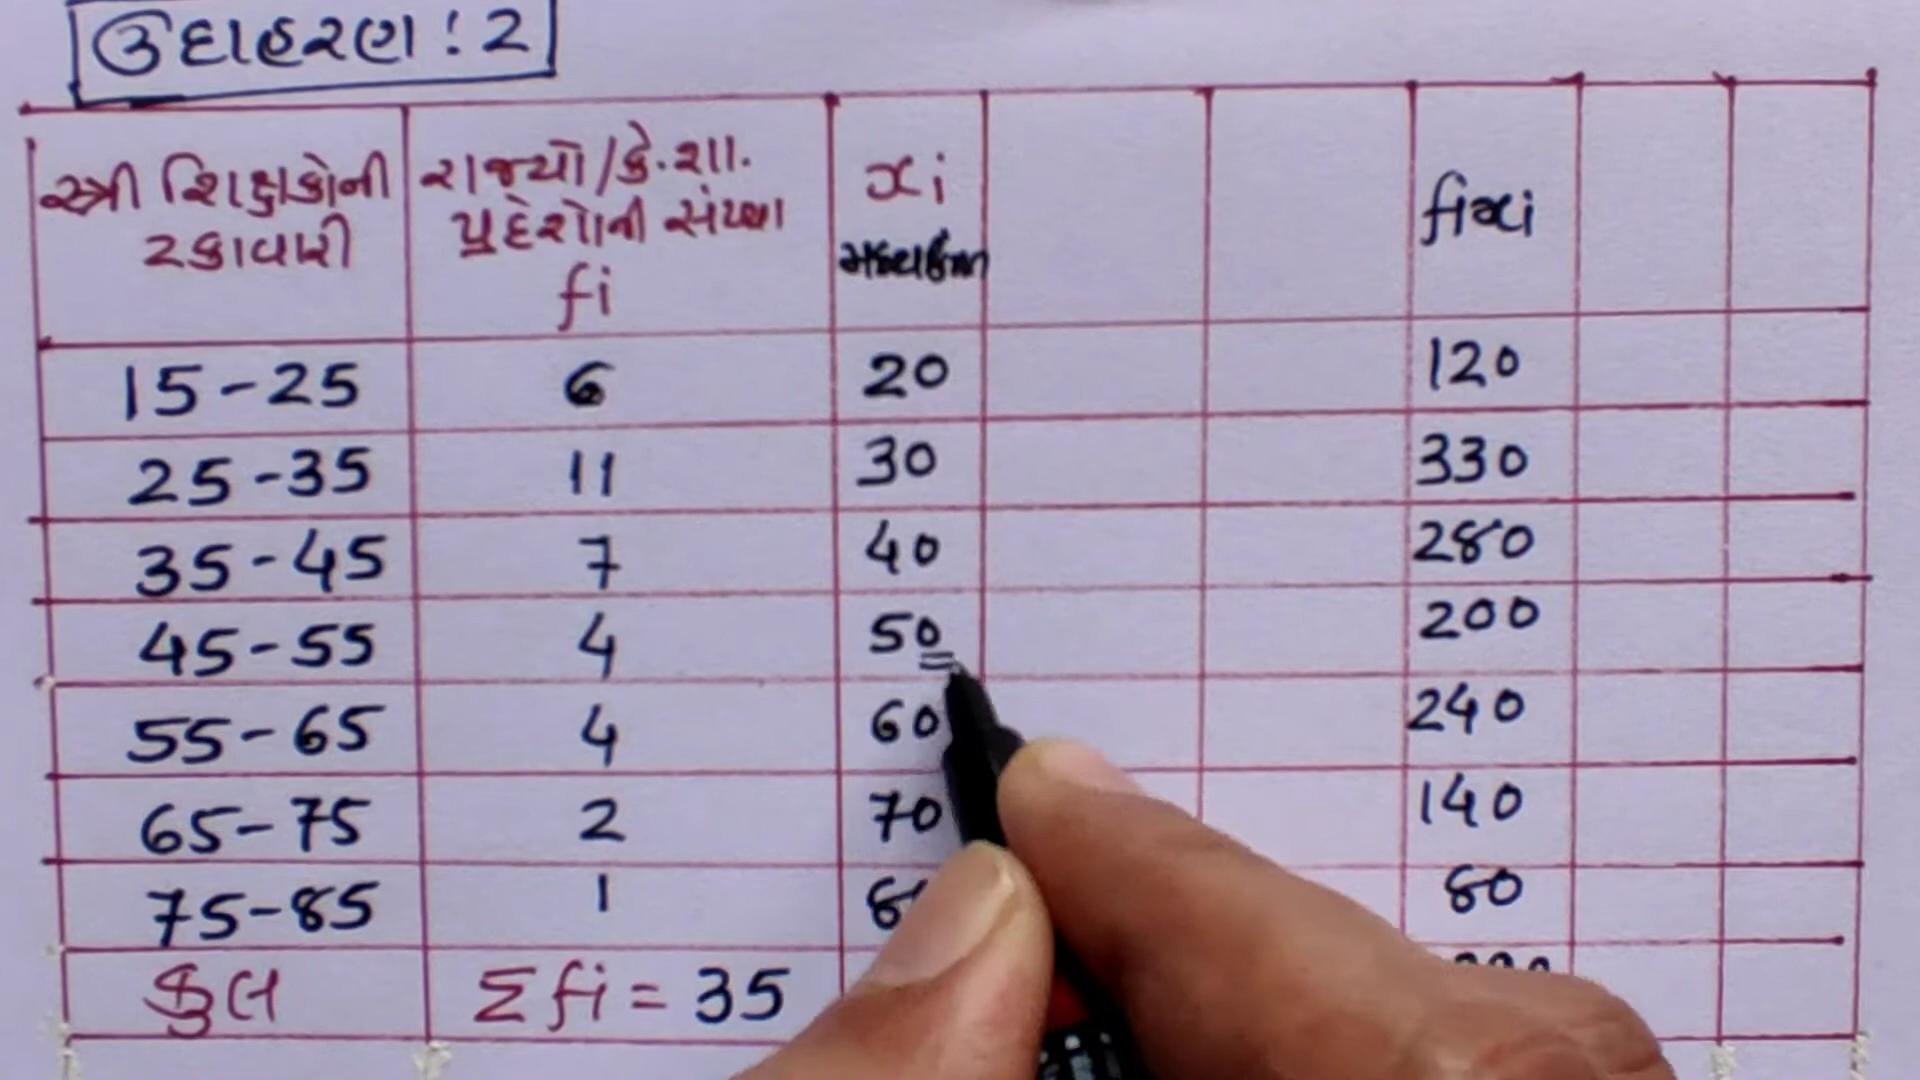 ઉદાહરણ : 2
સ્ત્રી શિક્ષકોની ટકાવારી | રાજ્યો/કે.શા. પ્રદેશોની સંખ્યા fi | xi મધ્યકિંમત | fixi
15-25 6 20 120
25-35 11 30 330
35-45 7 40 280
45-55 4 50 200
55-65 4 60 240
65-75 2 70 140
75-85 1 80
કુલ Σfi = 35